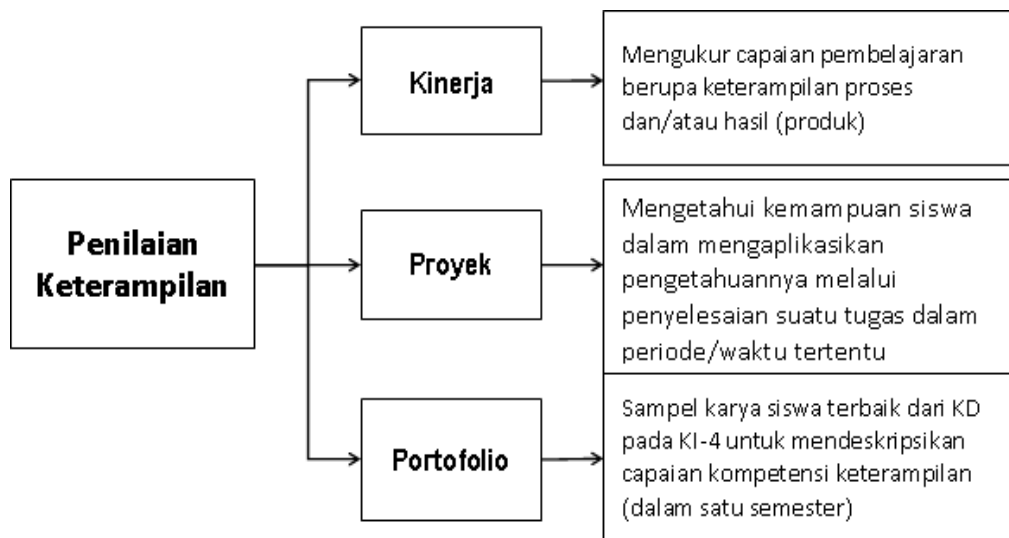 Penilaian
Keterampilan
Kinerja
Mengukur capaian pembelajaran
berupa keterampilan proses
dan/atau hasil (produk)
Proyek
Mengetahui kemampuan siswa
dalam mengaplikasikan
pengetahuannya melalui
penyelesaian suatu tugas dalam
periode/waktu tertentu
Portofolio
Sampel karya siswa terbaik dari KD
pada KI-4 untuk mendeskripsikan
capaian kompetensi keterampilan
(dalam satu semester)